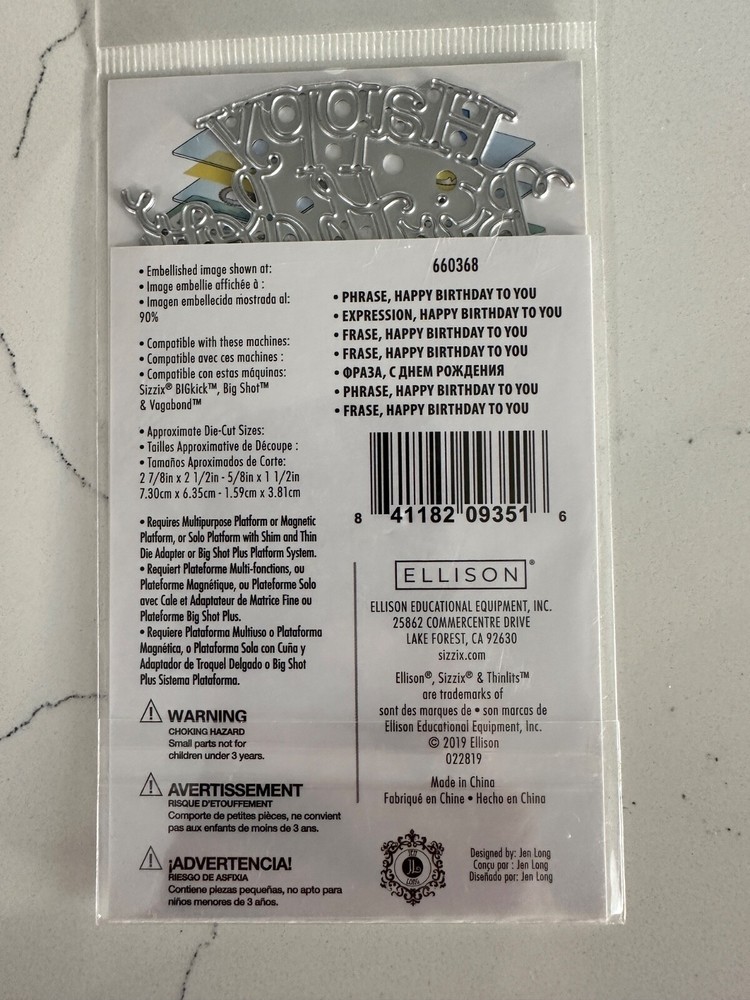 Happy
Birthday
• Embellished image shown at:
• Image embellie affichée à :
• Imagen embellecida mostrada al:
90%
• Compatible with these machines:
• Compatible avec ces machines :
• Compatible con estas máquinas:
Sizzix® BIGkick™, Big Shot™
& Vagabond™
• Approximate Die-Cut Sizes:
• Tailles Approximative de Découpe :
• Tamaños Aproximados de Corte:
2 7/8in x 2 1/2in - 5/8in x 1 1/2in
7.30cm x 6.35cm - 1.59cm x 3.81cm
• Requires Multipurpose Platform or Magnetic
Platform, or Solo Platform with Shim and Thin
Die Adapter or Big Shot Plus Platform System.
• Requiert Plateforme Multi-fonctions, ou
Plateforme Magnétique, ou Plateforme Solo
avec Cale et Adaptateur de Matrice Fine ou
Plateforme Big Shot Plus.
• Requiere Plataforma Multiuso o Plataforma
Magnética, o Plataforma Sola con Cuña y
Adaptador de Troquel Delgado o Big Shot
Plus Sistema Plataforma.
WARNING
CHOKING HAZARD
Small parts not for
children under 3 years.
AVERTISSEMENT
RISQUE D'ETOUFFEMENT
Comporte de petites pièces, ne convient
pas aux enfants de moins de 3 ans.
¡ADVERTENCIA!
RIESGO DE ASFIXIA
Contiene piezas pequeñas, no apto para
niños menores de 3 años.
660368
• PHRASE, HAPPY BIRTHDAY TO YOU
• EXPRESSION, HAPPY BIRTHDAY TO YOU
• FRASE, HAPPY BIRTHDAY TO YOU
• FRASE, HAPPY BIRTHDAY TO YOU
• ФРАЗА, С ДНЕМ РОЖДЕНИЯ
• PHRASE, HAPPY BIRTHDAY TO YOU
• FRASE, HAPPY BIRTHDAY TO YOU
8 41182 09351 6
ELLISON®
ELLISON EDUCATIONAL EQUIPMENT, INC.
25862 COMMERCENTRE DRIVE
LAKE FOREST, CA 92630
sizzix.com
Ellison®, Sizzix® & Thinlits™
are trademarks of
sont des marques de • son marcas de
Ellison Educational Equipment, Inc.
© 2019 Ellison
022819
Made in China
Fabriqué en Chine • Hecho en China
JEN
JL
LONG
Designed by: Jen Long
Conçu par : Jen Long
Diseñado por: Jen Long